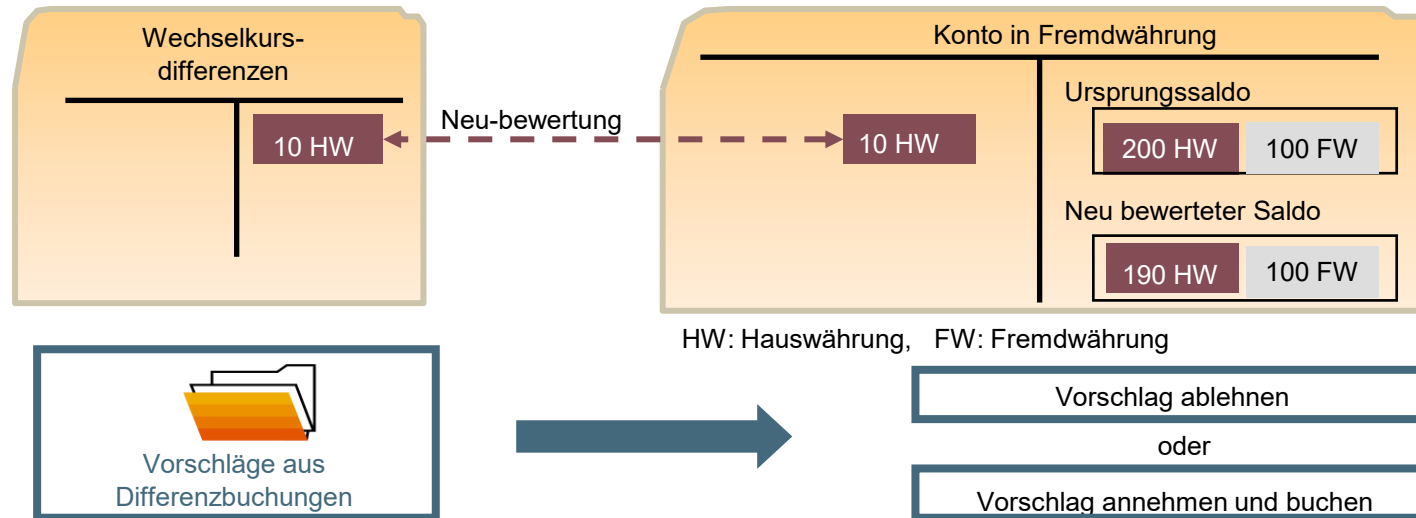 Wechselkurs-
differenzen
10 HW
Neu-bewertung
Konto in Fremdwährung
10 HW
Ursprungssaldo
200 HW 100 FW
Neu bewerteter Saldo
190 HW 100 FW
HW: Hauswährung, FW: Fremdwährung
Vorschläge aus
Differenzbuchungen
Vorschlag ablehnen
oder
Vorschlag annehmen und buchen